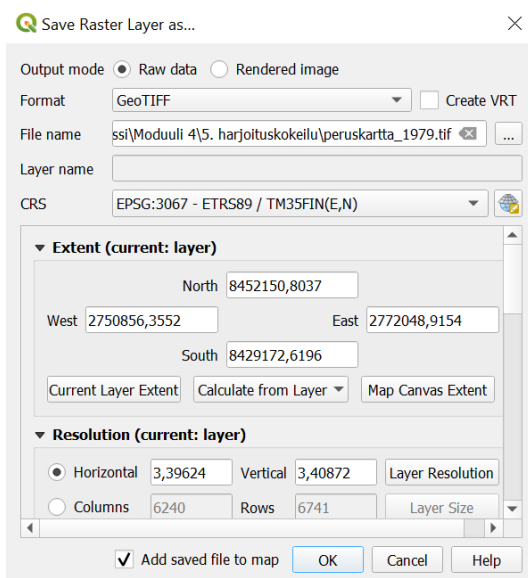 Save Raster Layer as...
Output mode Raw data Rendered image
Format GeoTIFF Create VRT
File name ssi\Moduuli 4\5. harjoituskokeilu\peruskartta_1979.tif ...
Layer name
CRS EPSG:3067 - ETRS89 / TM35FIN(E,N)
Extent (current: layer)
North 8452150,8037
West 2750856,3552 East 2772048,9154
South 8429172,6196
Current Layer Extent Calculate from Layer Map Canvas Extent
Resolution (current: layer)
Horizontal 3,39624 Vertical 3,40872 Layer Resolution
Columns 6240 Rows 6741 Layer Size
Add saved file to map OK Cancel Help